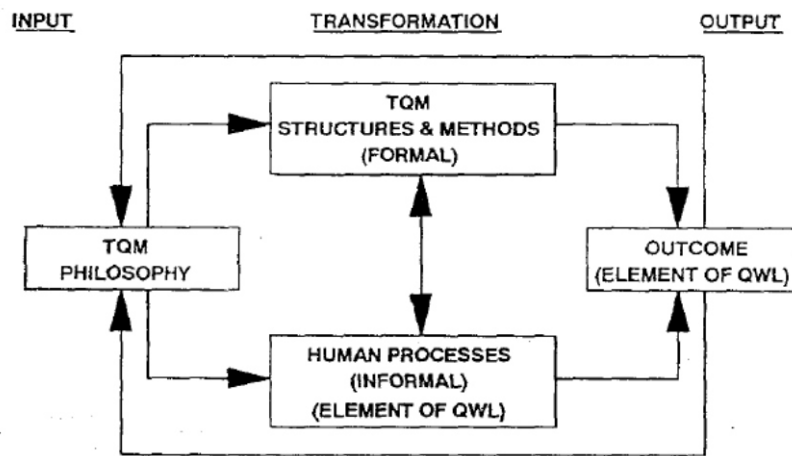 INPUT
TRANSFORMATION
OUTPUT
TQM
STRUCTURES & METHODS
(FORMAL)
TQM
PHILOSOPHY
OUTCOME
(ELEMENT OF QWL)
HUMAN PROCESSES
(INFORMAL)
(ELEMENT OF QWL)